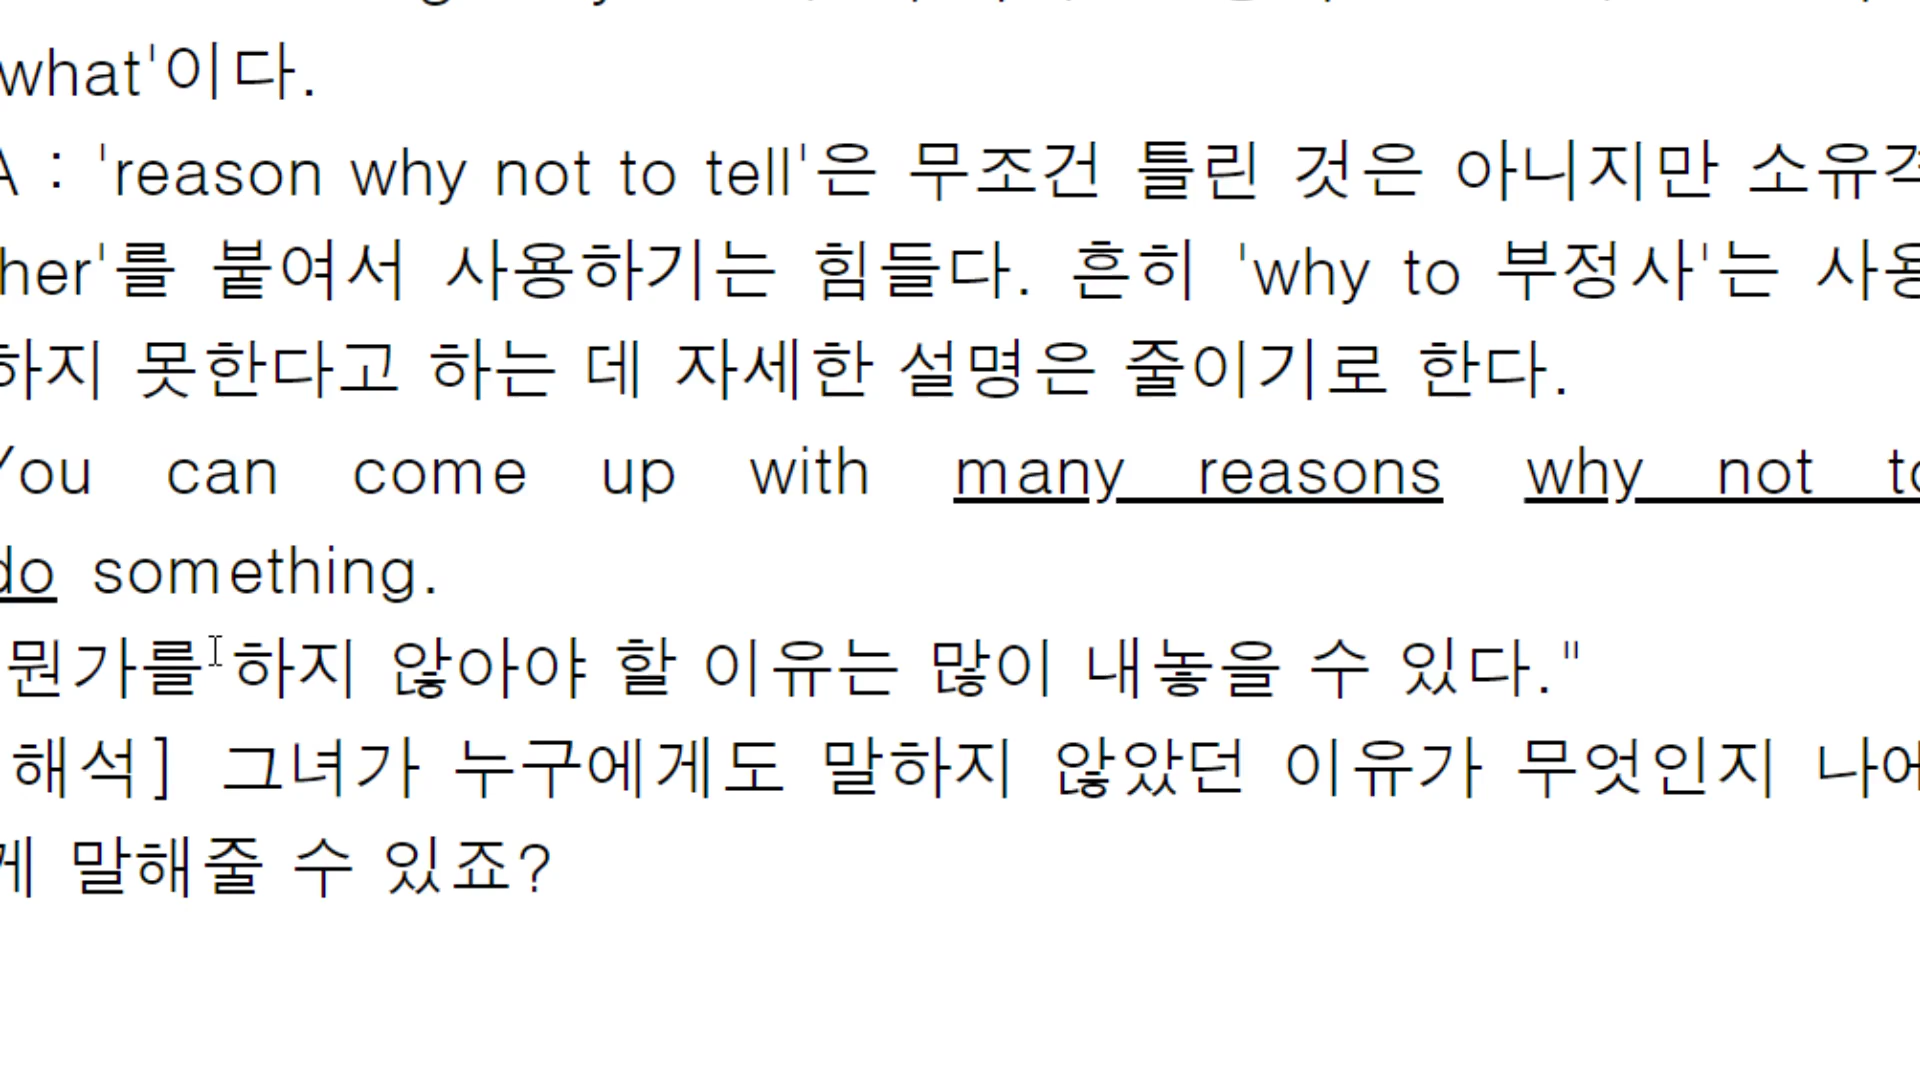 what'이다.
A : 'reason why not to tell'은 무조건 틀린 것은 아니지만 소유격
her'를 붙여서 사용하기는 힘들다. 흔히 'why to 부정사'는 사용
하지 못한다고 하는 데 자세한 설명은 줄이기로 한다.
You can come up with many reasons why not to
do something.
뭔가를 하지 않아야 할 이유는 많이 내놓을 수 있다."
해석] 그녀가 누구에게도 말하지 않았던 이유가 무엇인지 나에
게 말해줄 수 있죠?